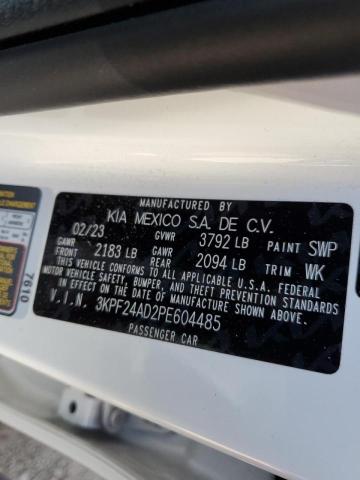 MANUFACTURED BY
KIA MEXICO S.A. DE C.V.
02/23 GVWR 3792 LB PAINT SWP
GAWR FRONT 2183 LB GAWR REAR 2094 LB TRIM WK
THIS VEHICLE CONFORMS TO ALL APPLICABLE U.S.A. FEDERAL
MOTOR VEHICLE SAFETY, BUMPER, AND THEFT PREVENTION STANDARDS
IN EFFECT ON THE DATE OF MANUFACTURE SHOWN ABOVE.
V.I.N. 3KPF24AD2PE604485
PASSENGER CAR
7610